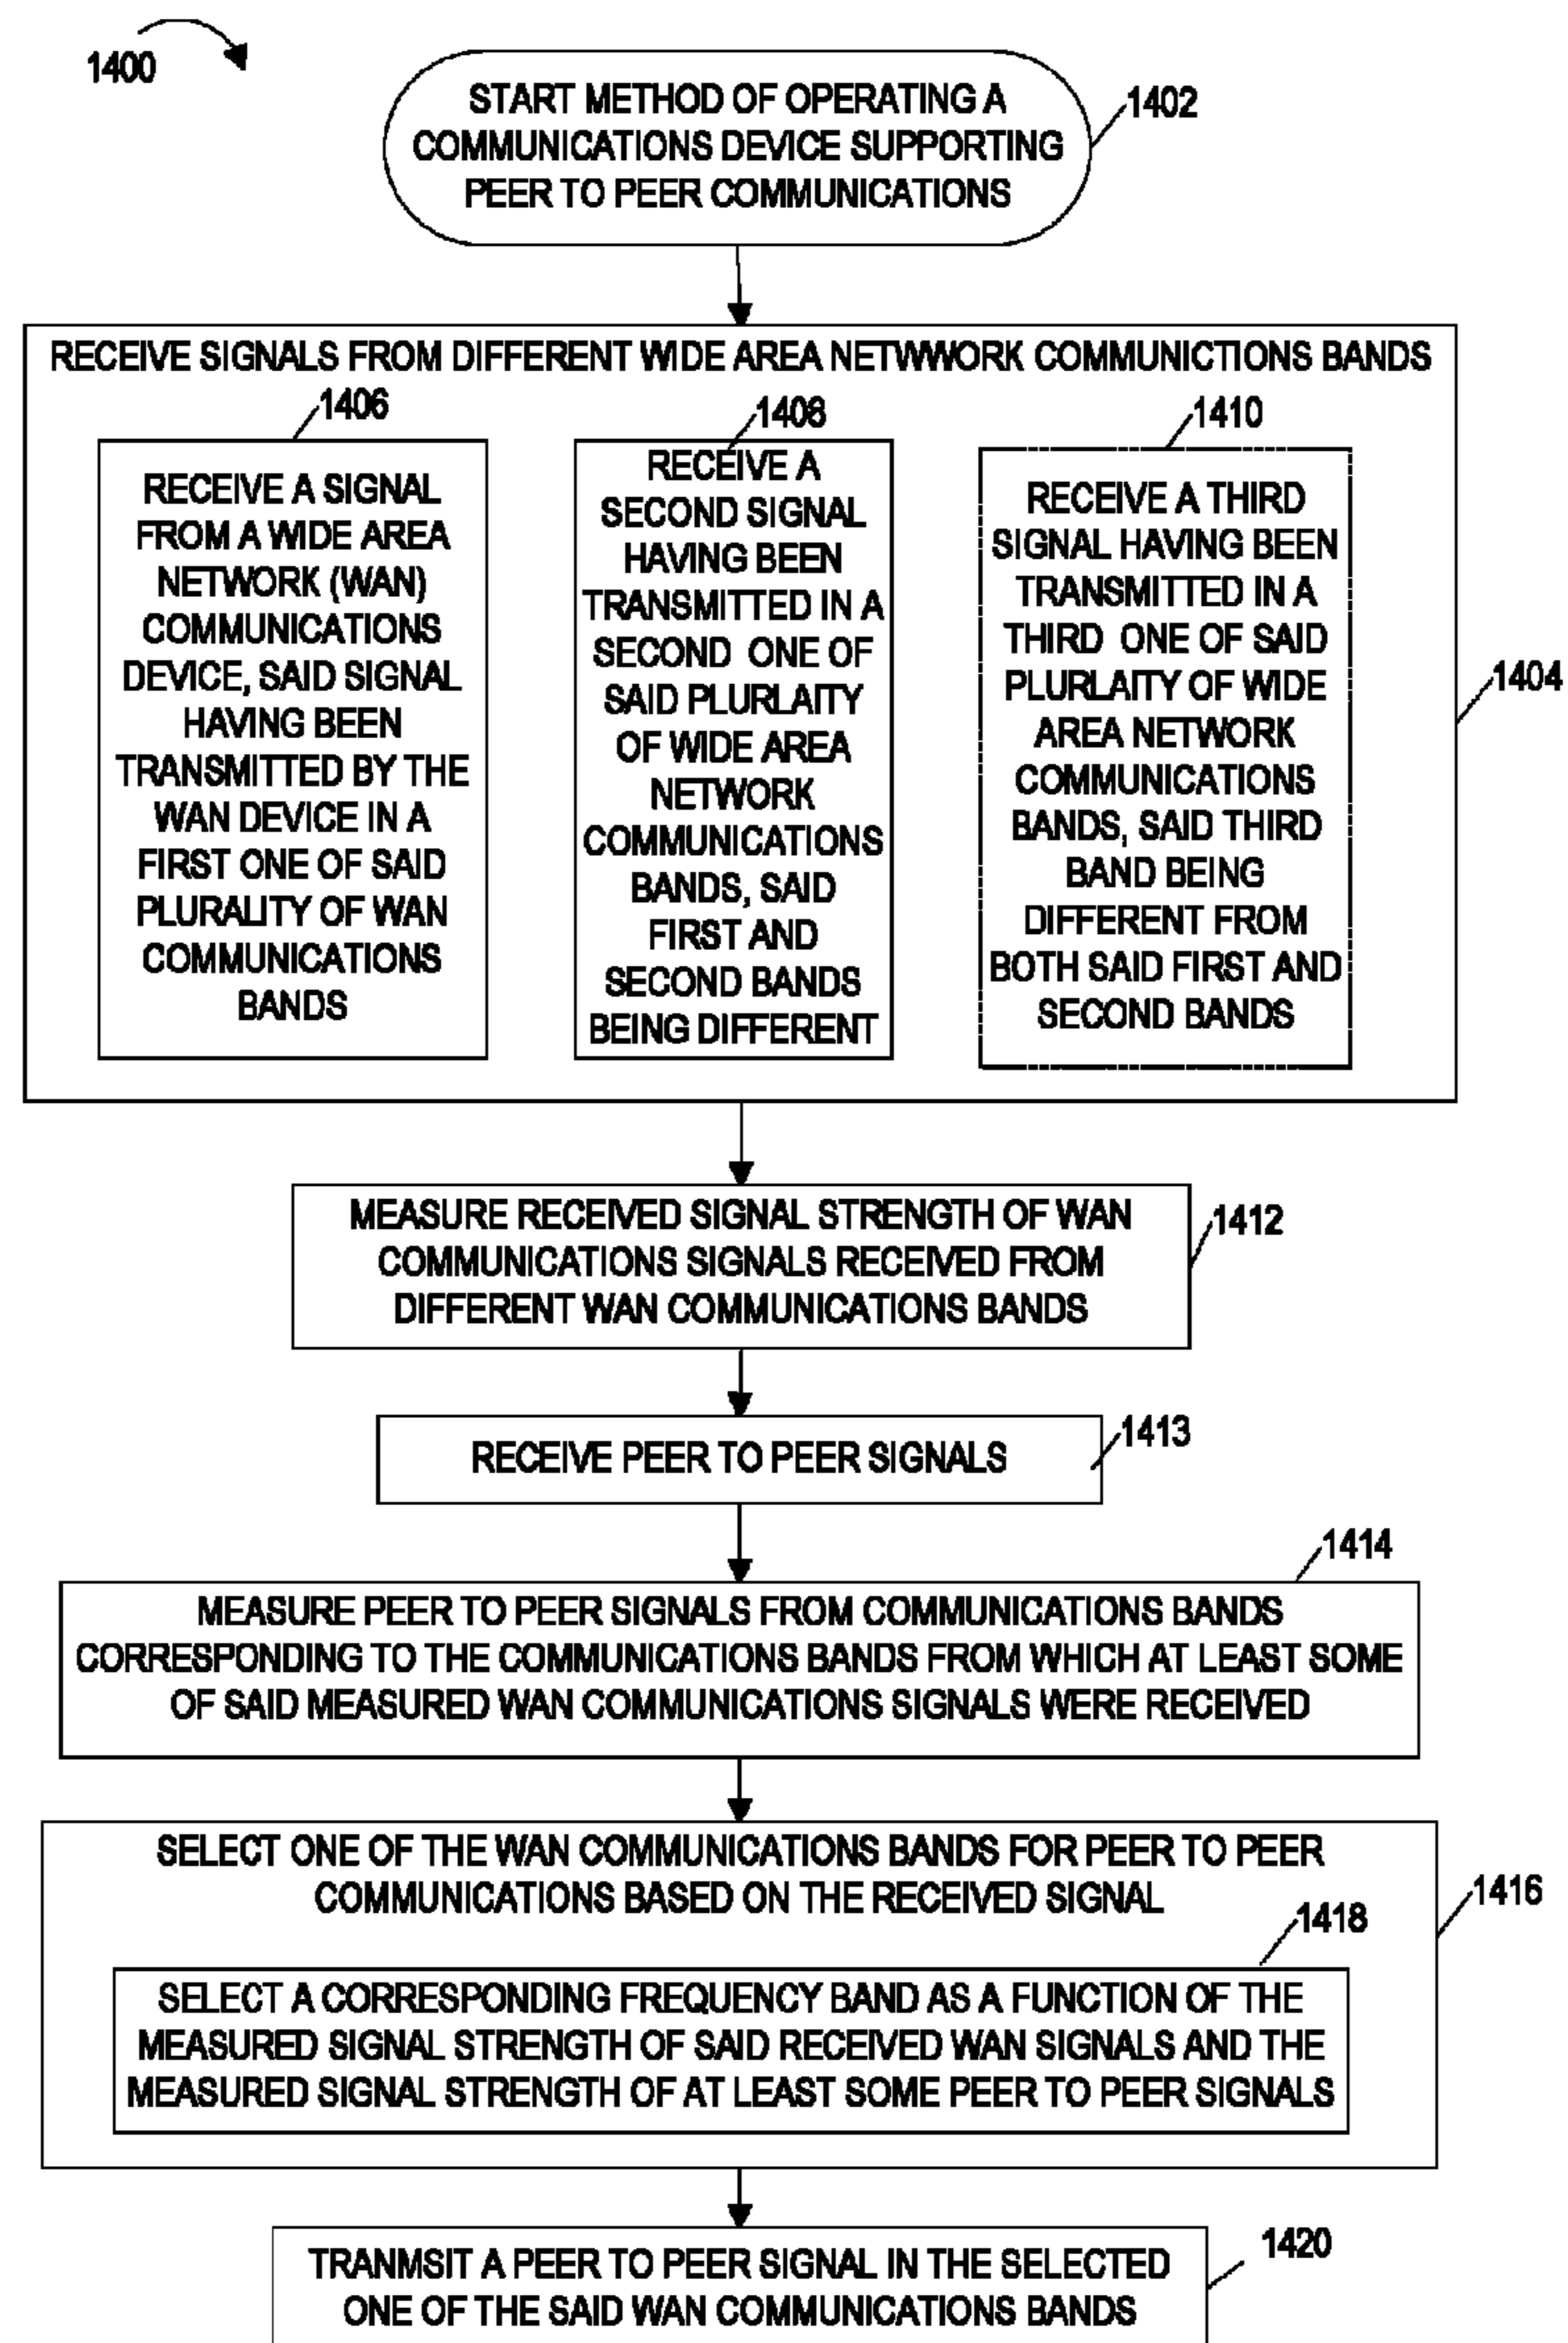 1400
START METHOD OF OPERATING A
COMMUNICATIONS DEVICE SUPPORTING
PEER TO PEER COMMUNICATIONS
1402
RECEIVE SIGNALS FROM DIFFERENT WIDE AREA NETWWORK COMMUNICTIONS BANDS
1404
1406
RECEIVE A SIGNAL
FROM A WIDE AREA
NETWORK (WAN)
COMMUNICATIONS
DEVICE, SAID SIGNAL
HAVING BEEN
TRANSMITTED BY THE
WAN DEVICE IN A
FIRST ONE OF SAID
PLURALITY OF WAN
COMMUNICATIONS
BANDS
1408
RECEIVE A
SECOND SIGNAL
HAVING BEEN
TRANSMITTED IN A
SECOND ONE OF
SAID PLURLAITY
OF WIDE AREA
NETWORK
COMMUNICATIONS
BANDS, SAID
FIRST AND
SECOND BANDS
BEING DIFFERENT
1410
RECEIVE A THIRD
SIGNAL HAVING BEEN
TRANSMITTED IN A
THIRD ONE OF SAID
PLURLAITY OF WIDE
AREA NETWORK
COMMUNICATIONS
BANDS, SAID THIRD
BAND BEING
DIFFERENT FROM
BOTH SAID FIRST AND
SECOND BANDS
MEASURE RECEIVED SIGNAL STRENGTH OF WAN
COMMUNICATIONS SIGNALS RECEIVED FROM
DIFFERENT WAN COMMUNICATIONS BANDS
1412
RECEIVE PEER TO PEER SIGNALS
1413
1414
MEASURE PEER TO PEER SIGNALS FROM COMMUNICATIONS BANDS
CORRESPONDING TO THE COMMUNICATIONS BANDS FROM WHICH AT LEAST SOME
OF SAID MEASURED WAN COMMUNICATIONS SIGNALS WERE RECEIVED
SELECT ONE OF THE WAN COMMUNICATIONS BANDS FOR PEER TO PEER
COMMUNICATIONS BASED ON THE RECEIVED SIGNAL
1416
1418
SELECT A CORRESPONDING FREQUENCY BAND AS A FUNCTION OF THE
MEASURED SIGNAL STRENGTH OF SAID RECEIVED WAN SIGNALS AND THE
MEASURED SIGNAL STRENGTH OF AT LEAST SOME PEER TO PEER SIGNALS
1420
TRANMSIT A PEER TO PEER SIGNAL IN THE SELECTED
ONE OF THE SAID WAN COMMUNICATIONS BANDS